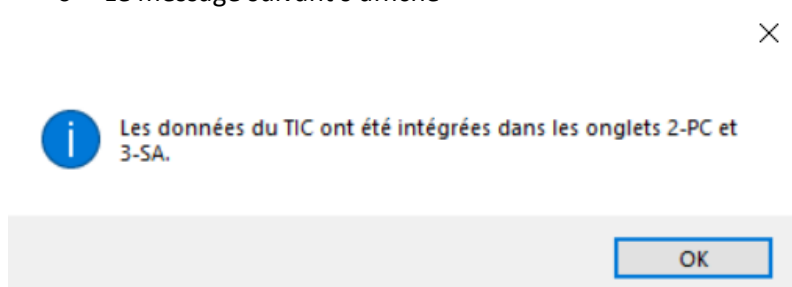 Les données du TIC ont été intégrées dans les onglets 2-PC et
3-SA.
OK